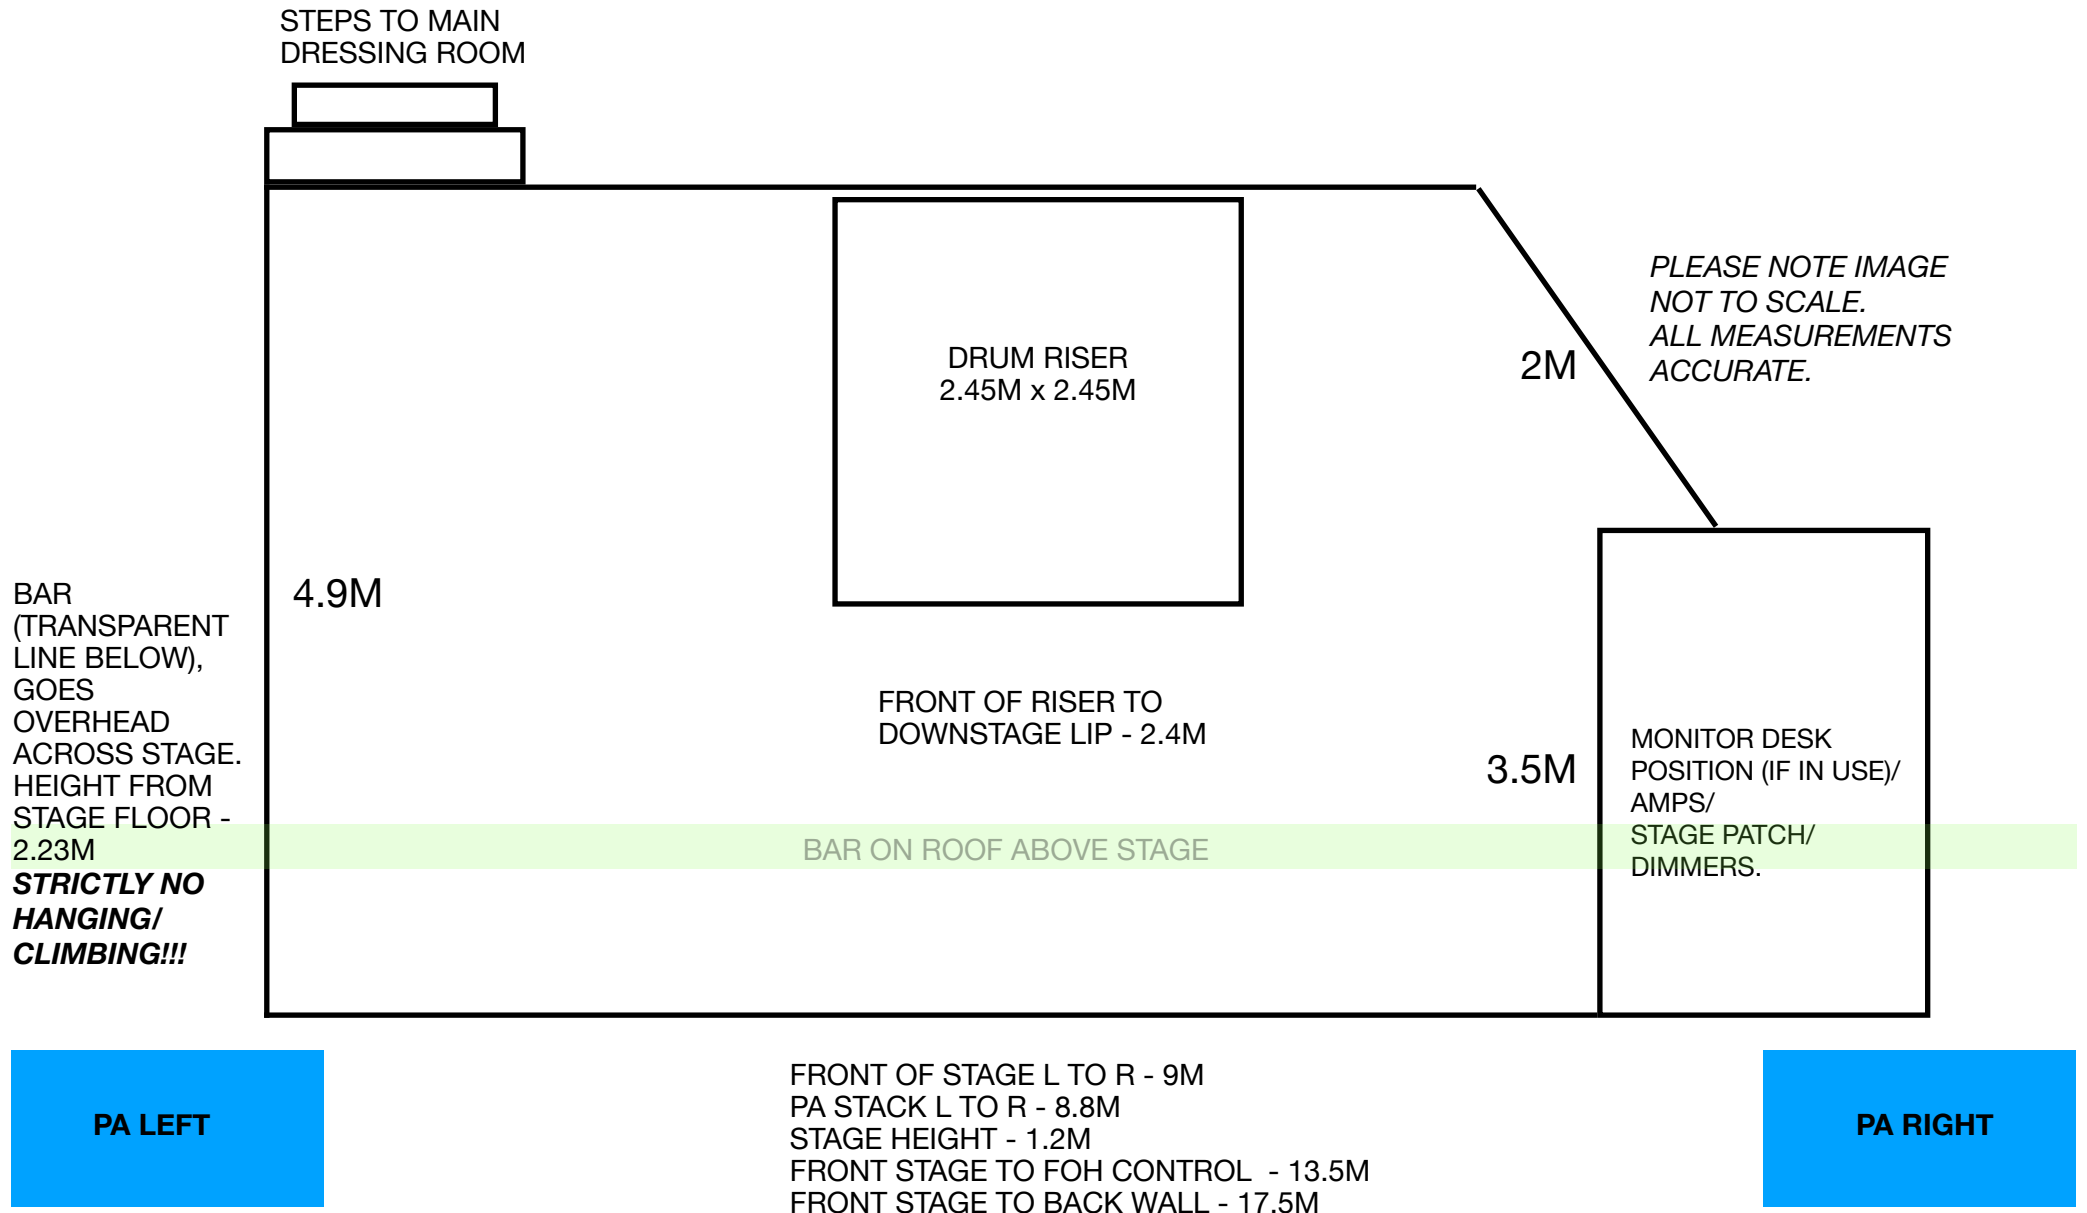 STEPS TO MAIN
DRESSING ROOM
PLEASE NOTE IMAGE
NOT TO SCALE.
ALL MEASUREMENTS
ACCURATE.
DRUM RISER
2.45M x 2.45M
2M
4.9M
BAR
(TRANSPARENT
LINE BELOW),
GOES
OVERHEAD
ACROSS STAGE.
HEIGHT FROM
STAGE FLOOR -
2.23M
STRICTLY NO
HANGING/
CLIMBING!!!
FRONT OF RISER TO
DOWNSTAGE LIP - 2.4M
3.5M
MONITOR DESK
POSITION (IF IN USE)/
AMPS/
STAGE PATCH/
DIMMERS.
BAR ON ROOF ABOVE STAGE
PA LEFT
FRONT OF STAGE L TO R - 9M
PA STACK L TO R - 8.8M
STAGE HEIGHT - 1.2M
FRONT STAGE TO FOH CONTROL  - 13.5M
FRONT STAGE TO BACK WALL - 17.5M
PA RIGHT